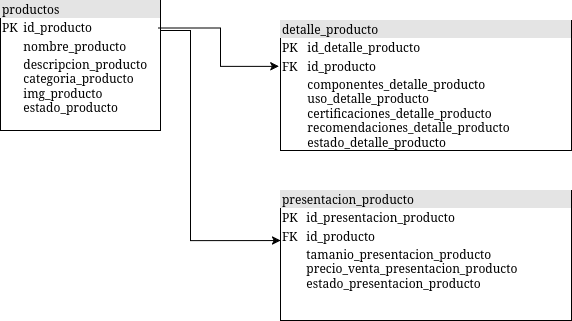 productos
PK id_producto
nombre_producto
descripcion_producto
categoria_producto
img_producto
estado_producto
detalle_producto
PK id_detalle_producto
FK id_producto
componentes_detalle_producto
uso_detalle_producto
certificaciones_detalle_producto
recomendaciones_detalle_producto
estado_detalle_producto
presentacion_producto
PK id_presentacion_producto
FK id_producto
tamanio_presentacion_producto
precio_venta_presentacion_producto
estado_presentacion_producto